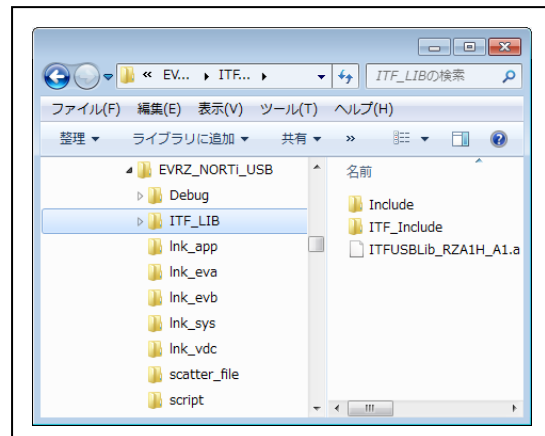 « EV... ▸ ITF... ▸
ITF_LIBの検索
ファイル(F) 編集(E) 表示(V) ツール(T) ヘルプ(H)
整理 ▼ ライブラリに追加 ▼ 共有 ▼ »
EVRZ_NORTi_USB
Debug
ITF_LIB
lnk_app
lnk_eva
lnk_evb
lnk_sys
lnk_vdc
scatter_file
script
名前
Include
ITF_Include
ITFUSBLib_RZA1H_A1.a